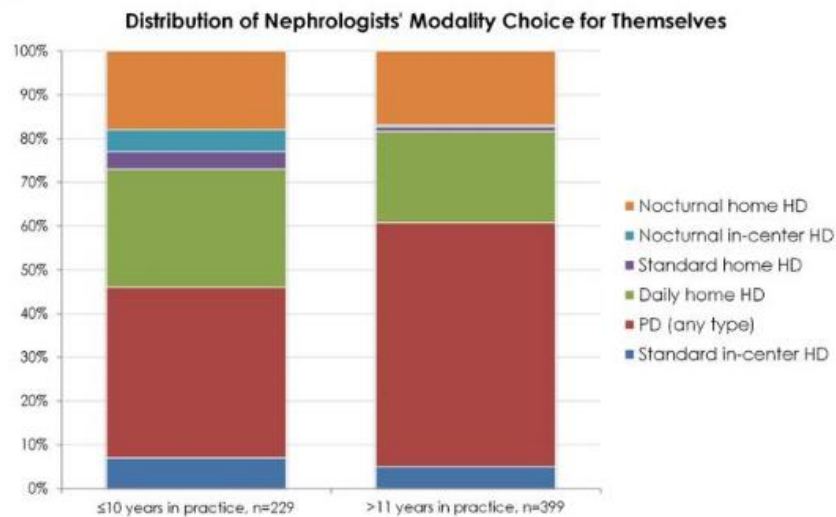 Distribution of Nephrologists' Modality Choice for Themselves
100%
90%
80%
70%
60%
50%
40%
30%
20%
10%
0%
≤10 years in practice, n=229
>11 years in practice, n=399
Nocturnal home HD
Nocturnal in-center HD
Standard home HD
Daily home HD
PD (any type)
Standard in-center HD